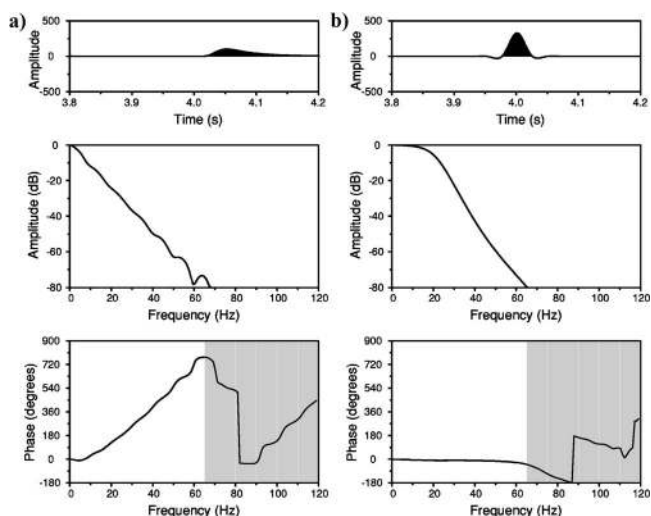 a)
500
0
-500
Amplitude
3.8 3.9 4.0 4.1 4.2
Time (s)
0
-20
-40
-60
-80
Amplitude (dB)
0 20 40 60 80 100 120
Frequency (Hz)
900
720
540
360
180
0
-180
Phase (degrees)
0 20 40 60 80 100 120
Frequency (Hz)
b)
500
0
-500
Amplitude
3.8 3.9 4.0 4.1 4.2
Time (s)
0
-20
-40
-60
-80
Amplitude (dB)
0 20 40 60 80 100 120
Frequency (Hz)
900
720
540
360
180
0
-180
Phase (degrees)
0 20 40 60 80 100 120
Frequency (Hz)